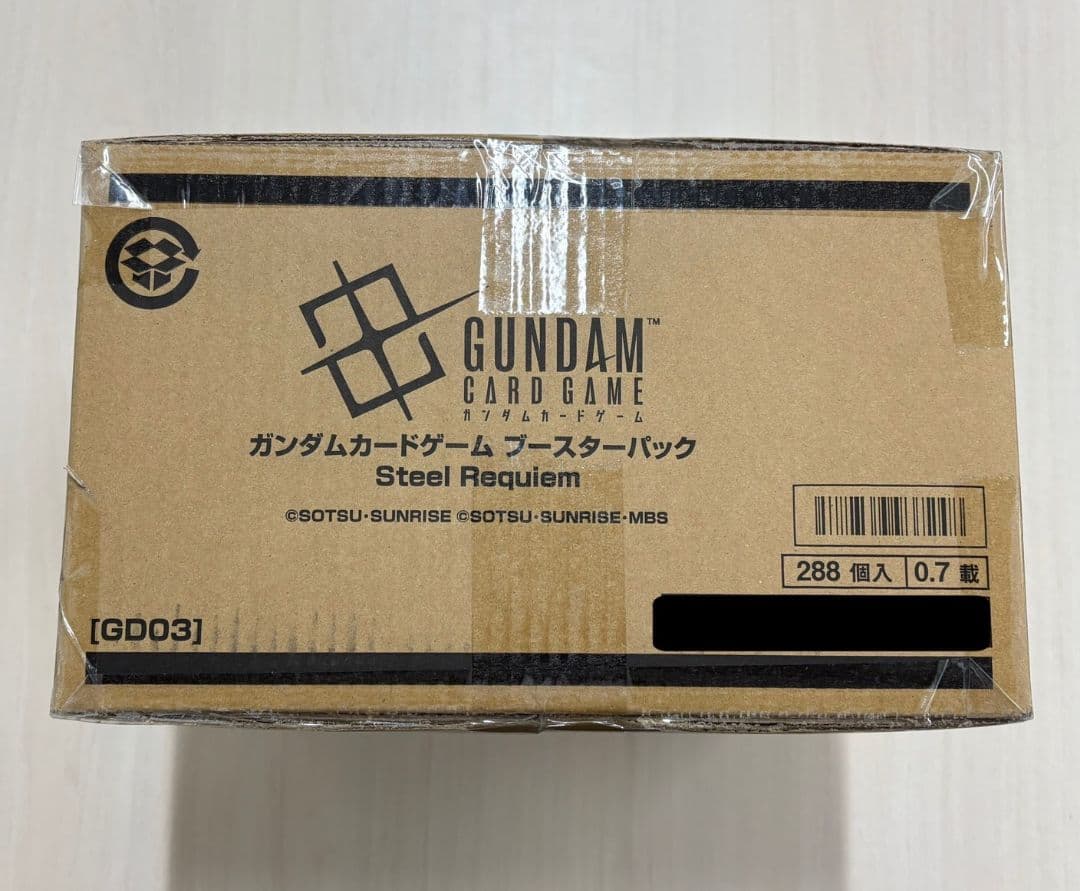 GUNDAM™
CARD GAME
ガンダムカードゲーム
ガンダムカードゲーム ブースターパック
Steel Requiem
©SOTSU・SUNRISE ©SOTSU・SUNRISE・MBS
288 個入 0.7 載
[GD03]